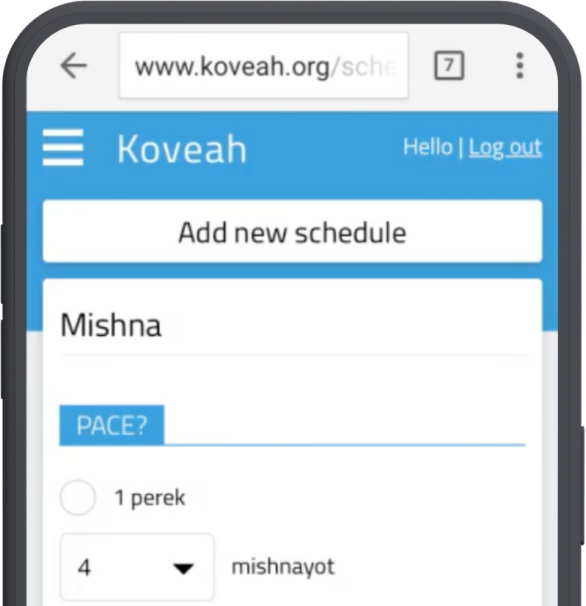 www.koveah.org/sche
7
Koveah
Hello | Log out
Add new schedule
Mishna
PACE?
1 perek
4
mishnayot